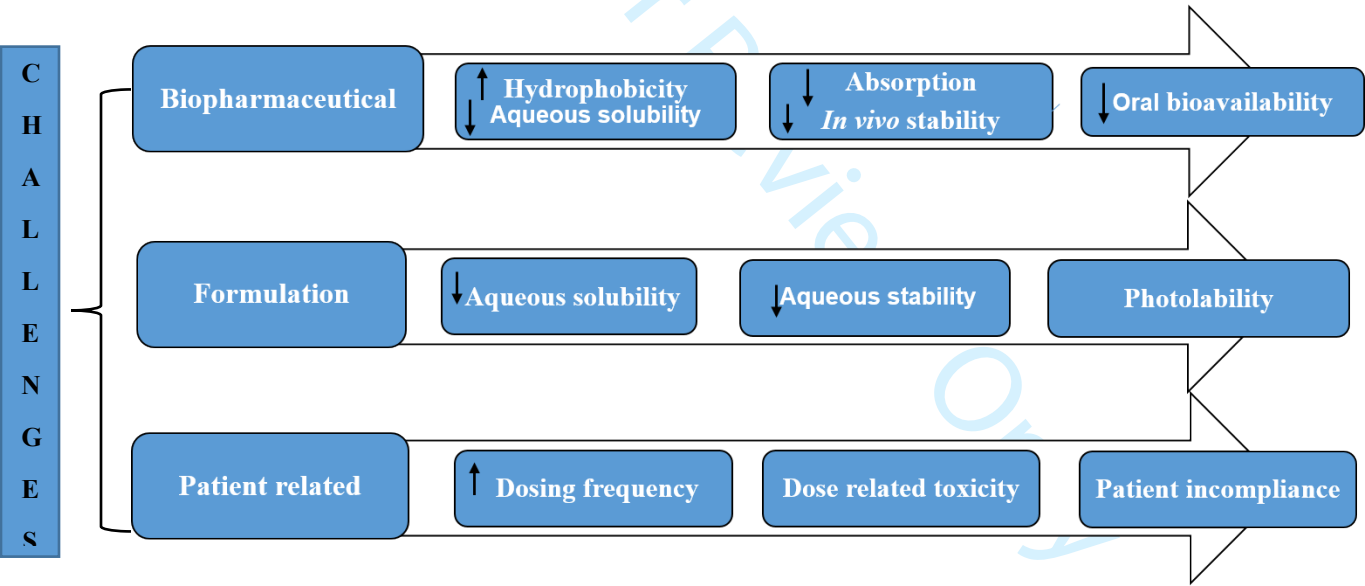 CHALLENGES
Biopharmaceutical
↑ Hydrophobicity
↓ Aqueous solubility
↓ Absorption
↓ In vivo stability
↓ Oral bioavailability
Formulation
↓ Aqueous solubility
↓ Aqueous stability
Photolability
Patient related
↑ Dosing frequency
Dose related toxicity
Patient incompliance